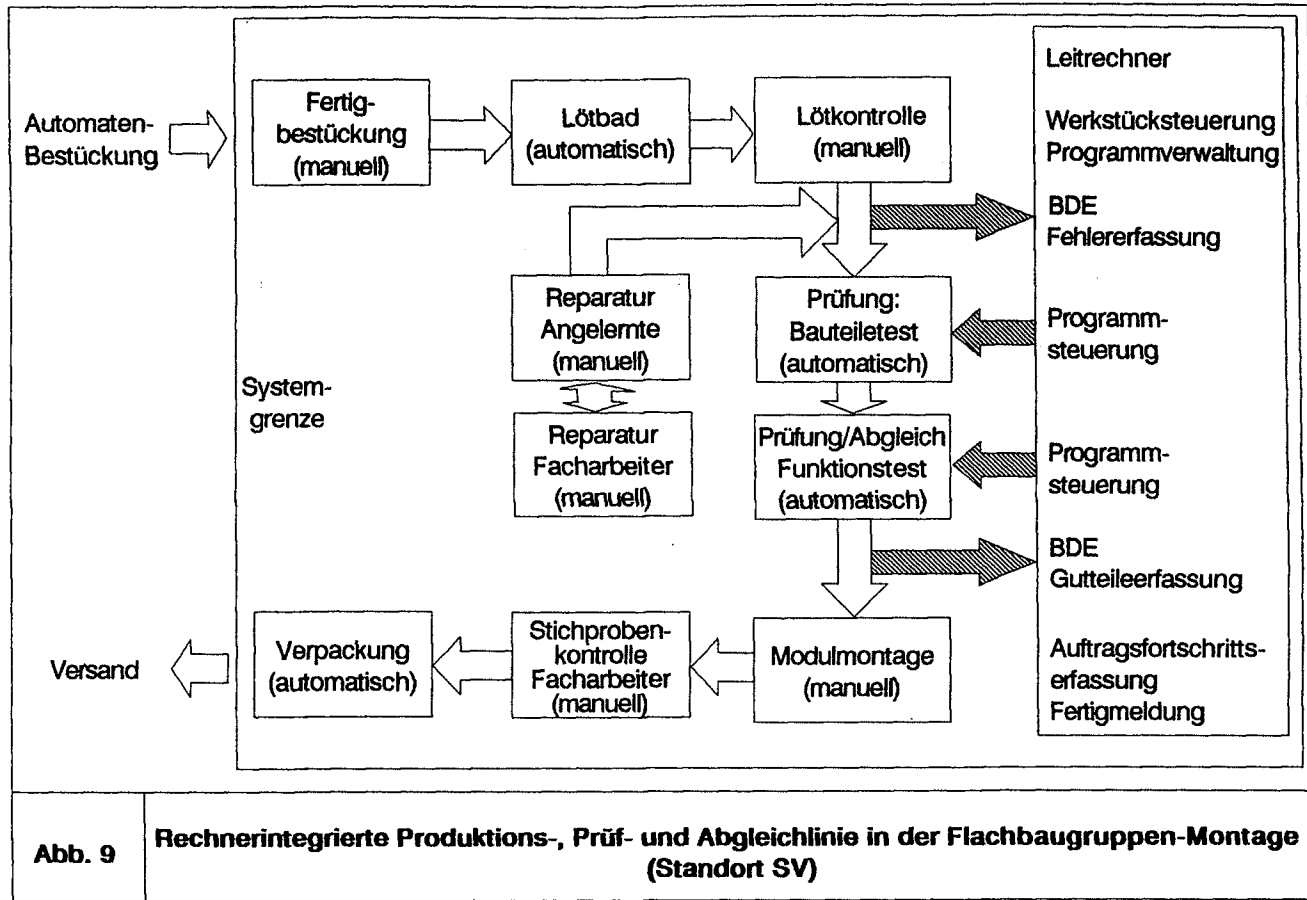 Automaten-
Bestückung
Fertig-
bestückung
(manuell)
Lötbad
(automatisch)
Lötkontrolle
(manuell)
Leitrechner
Werkstücksteuerung
Programmverwaltung
BDE
Fehlererfassung
Reparatur
Angelernte
(manuell)
Prüfung:
Bauteiletest
(automatisch)
Programm-
steuerung
System-
grenze
Reparatur
Facharbeiter
(manuell)
Prüfung/Abgleich
Funktionstest
(automatisch)
Programm-
steuerung
BDE
Gutteileerfassung
Versand
Verpackung
(automatisch)
Stichproben-
kontrolle
Facharbeiter
(manuell)
Modulmontage
(manuell)
Auftragsfortschritts-
erfassung
Fertigmeldung
Abb. 9
Rechnerintegrierte Produktions-, Prüf- und Abgleichlinie in der Flachbaugruppen-Montage
(Standort SV)